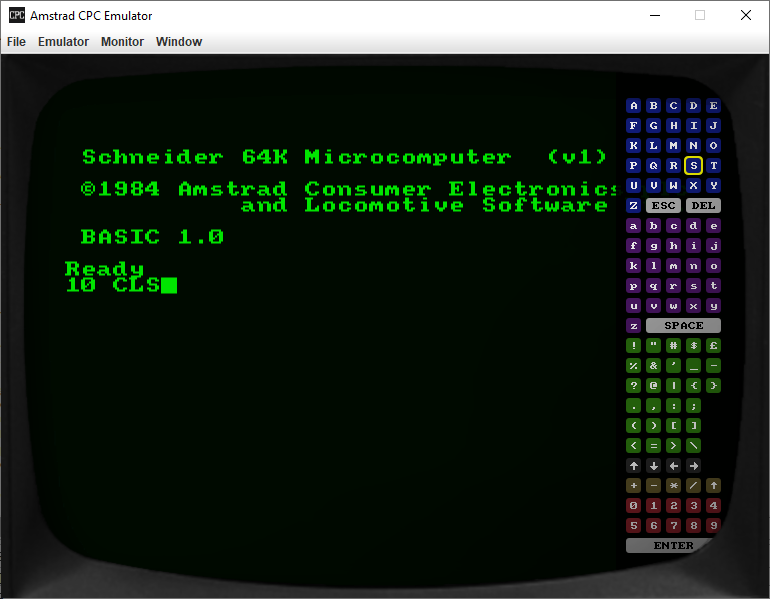 CPC Amstrad CPC Emulator
File Emulator Monitor Window
Schneider 64K Microcomputer (v1)
©1984 Amstrad Consumer Electronics
and Locomotive Software
BASIC 1.0
Ready
10 CLS
A B C D E
F G H I J
K L M N O
P Q R S T
U V W X Y
Z ESC DEL
a b c d e
f g h i j
k l m n o
p q r s t
u v w x y
z SPACE
! " # $ £
% & ' _ -
? @ | { }
. , : ;
( ) [ ]
< = > \
↑ ↓ ← →
+ - * / ↑
0 1 2 3 4
5 6 7 8 9
ENTER